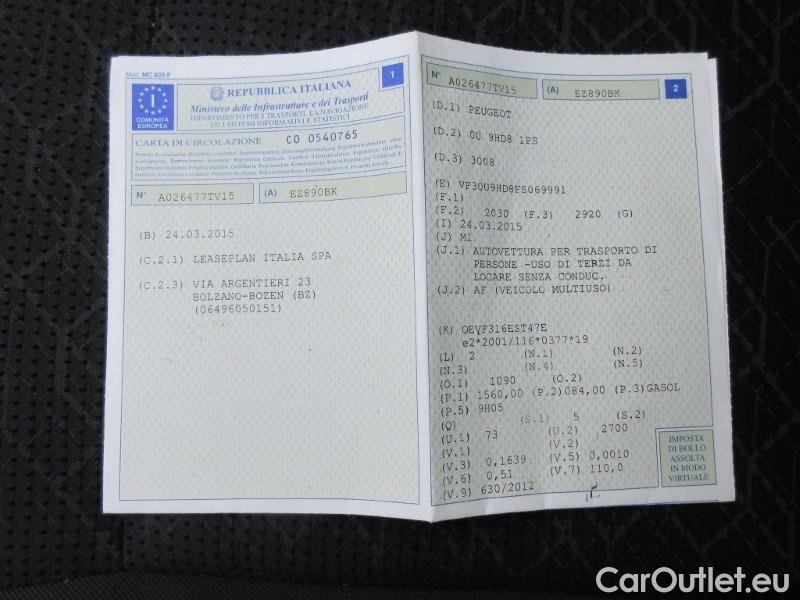 Mod. MC 820 F
1
I
COMUNITÀ
EUROPEA
REPUBBLICA ITALIANA
Ministero delle Infrastrutture e dei Trasporti
DIPARTIMENTO PER I TRASPORTI, LA NAVIGAZIONE
ED I SISTEMI INFORMATIVI E STATISTICI
CARTA DI CIRCOLAZIONE CO 0540765
N° A026477TV15 (A) EZ890BK
(B) 24.03.2015
(C.2.1) LEASEPLAN ITALIA SPA
(C.2.3) VIA ARGENTIERI 23
BOLZANO-BOZEN (BZ)
(06496050151)
N° A026477TV15 (A) EZ890BK 2
(D.1) PEUGEOT
(D.2) 0U 9HD8 1PS
(D.3) 3008
(E) VF30U9HD8FS069991
(F.1)
(F.2) 2030 (F.3) 2920 (G)
(I) 24.03.2015
(J) M1
(J.1) AUTOVETTURA PER TRASPORTO DI
PERSONE -USO DI TERZI DA
LOCARE SENZA CONDUC.
(J.2) AF (VEICOLO MULTIUSO)
(K) OEVF316EST47E
e2*2001/116*0377*19
(L) 2 (N.1) (N.2)
(N.3) (N.4) (N.5)
(O.1) 1090 (O.2)
(P.1) 1560,00 (P.2)084,00 (P.3)GASOL
(P.5) 9H05
(Q) (S.1) 5 (S.2)
(U.1) 73 (U.2) 2700
(V.1) (V.2)
(V.3) 0,1639 (V.5) 0,0010
(V.6) 0,51 (V.7) 110,0
(V.9) 630/2012
IMPOSTA
DI BOLLO
ASSOLTA
IN MODO
VIRTUALE
CarOutlet.eu